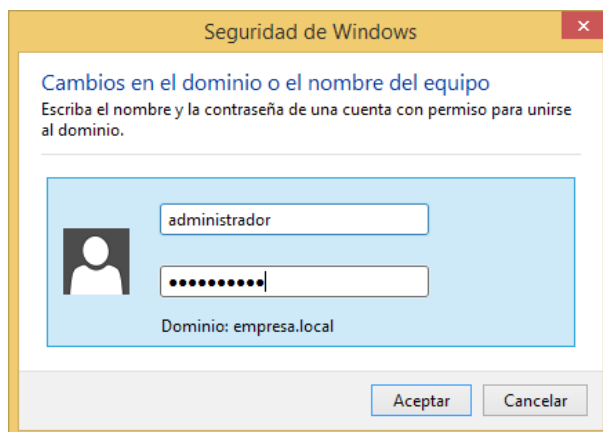 Seguridad de Windows
Cambios en el dominio o el nombre del equipo
Escriba el nombre y la contraseña de una cuenta con permiso para unirse
al dominio.
administrador
●●●●●●●●●●
Dominio: empresa.local
Aceptar Cancelar